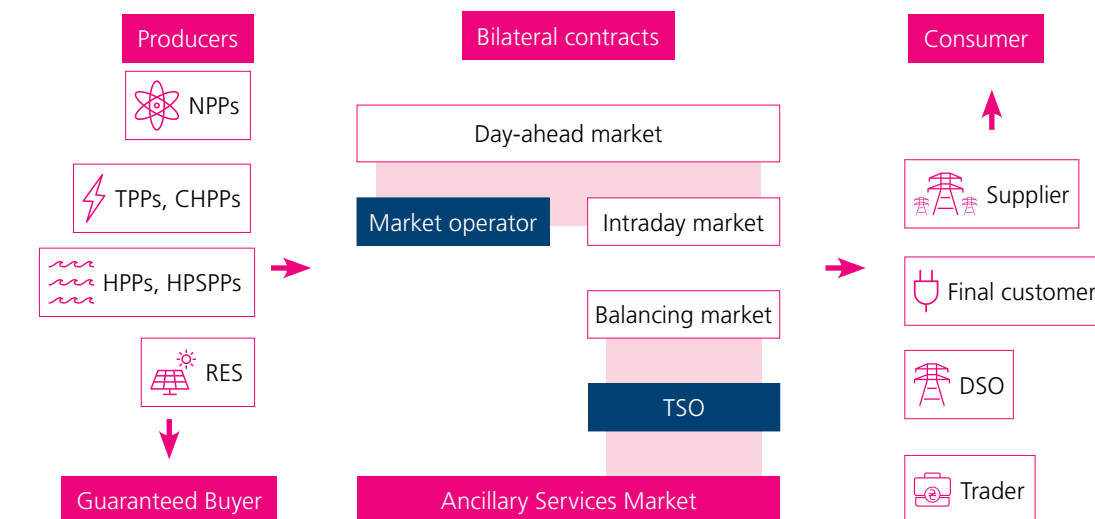 Producers
NPPs
TPPs, CHPPs
HPPs, HPSPPs
RES
Guaranteed Buyer
Bilateral contracts
Day-ahead market
Market operator
Intraday market
Balancing market
TSO
Ancillary Services Market
Consumer
Supplier
Final customer
DSO
₴
Trader